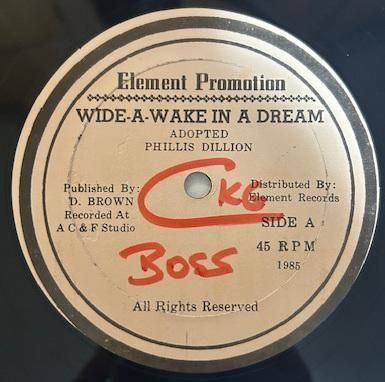 Element Promotion
WIDE-A-WAKE IN A DREAM
ADOPTED
PHILLIS DILLION
Published By:
D. BROWN
Recorded At
A C & F Studio
Distributed By:
Element Records
SIDE A
45 RPM
1985
BOSS
All Rights Reserved